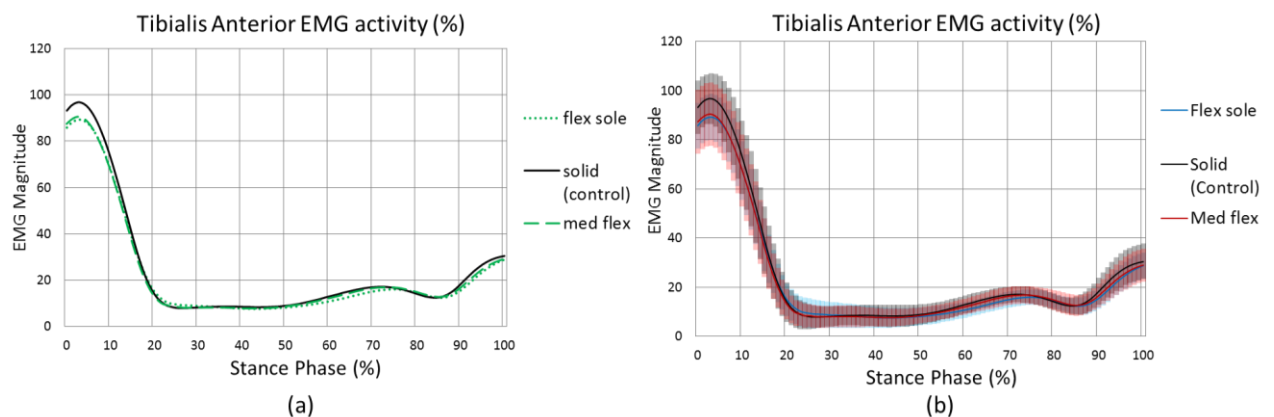 Tibialis Anterior EMG activity (%)
EMG Magnitude
120
100
80
60
40
20
0
0 10 20 30 40 50 60 70 80 90 100
Stance Phase (%)
flex sole
solid
(control)
med flex
(a)
Tibialis Anterior EMG activity (%)
EMG Magnitude
120
100
80
60
40
20
0
0 10 20 30 40 50 60 70 80 90 100
Stance Phase (%)
Flex sole
Solid
(Control)
Med flex
(b)